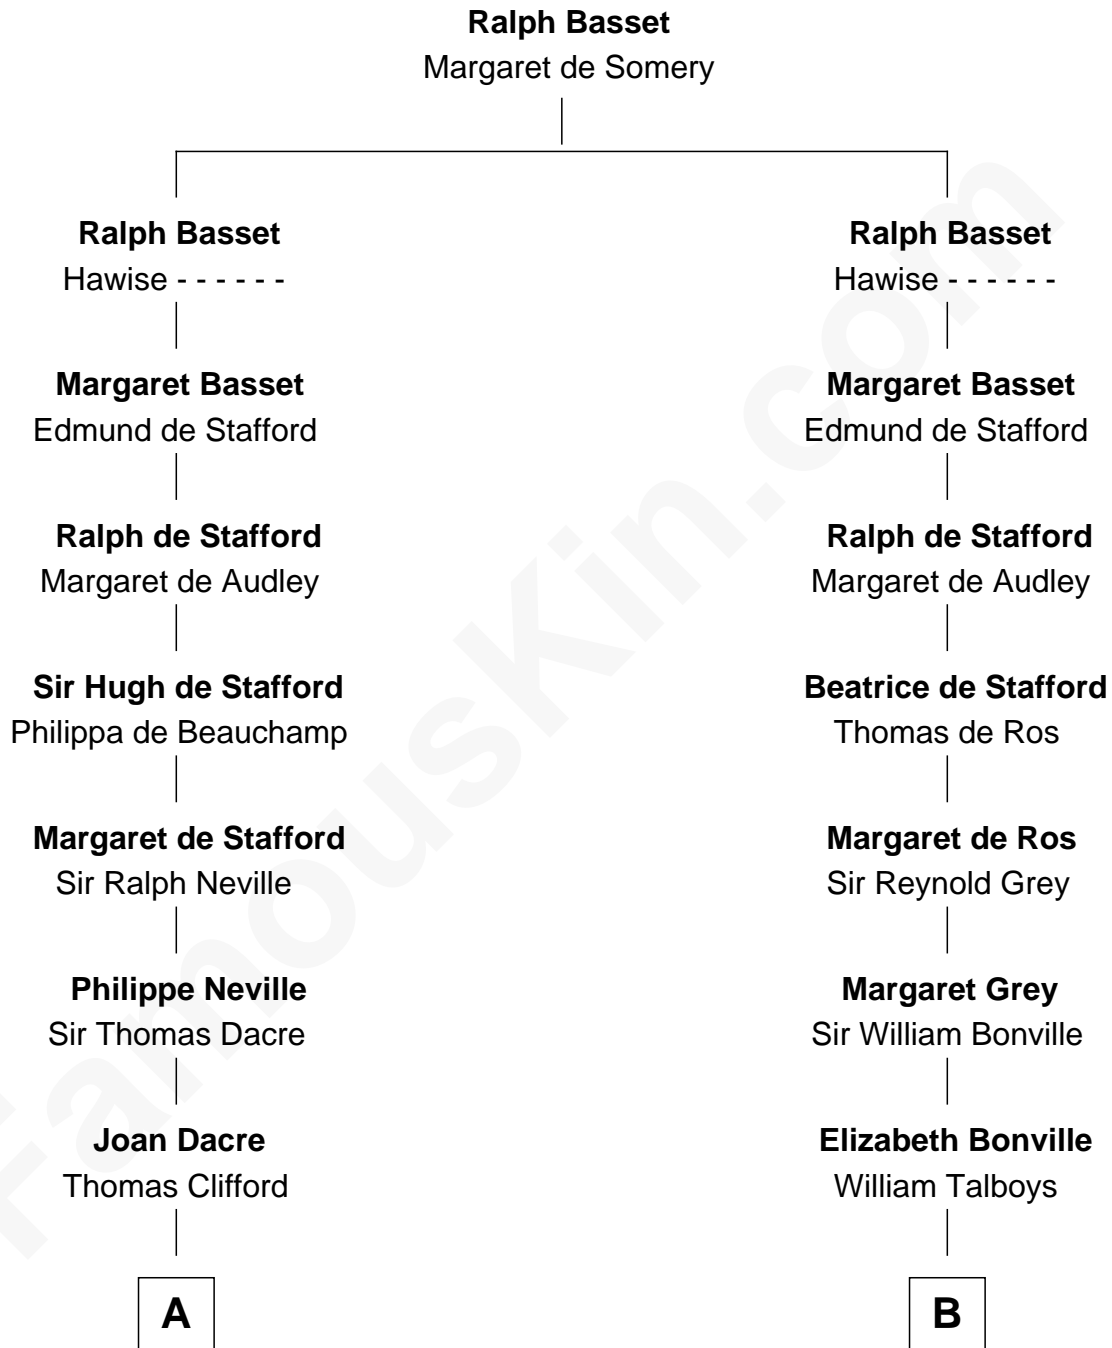 Ralph Basset
Margaret de Somery
Ralph Basset
Hawise - - - - - -
Margaret Basset
Edmund de Stafford
Ralph de Stafford
Margaret de Audley
Sir Hugh de Stafford
Philippa de Beauchamp
Margaret de Stafford
Sir Ralph Neville
Philippe Neville
Sir Thomas Dacre
Joan Dacre
Thomas Clifford
A
Ralph Basset
Hawise - - - - - -
Margaret Basset
Edmund de Stafford
Ralph de Stafford
Margaret de Audley
Beatrice de Stafford
Thomas de Ros
Margaret de Ros
Sir Reynold Grey
Margaret Grey
Sir William Bonville
Elizabeth Bonville
William Talboys
B
FamousKin.com